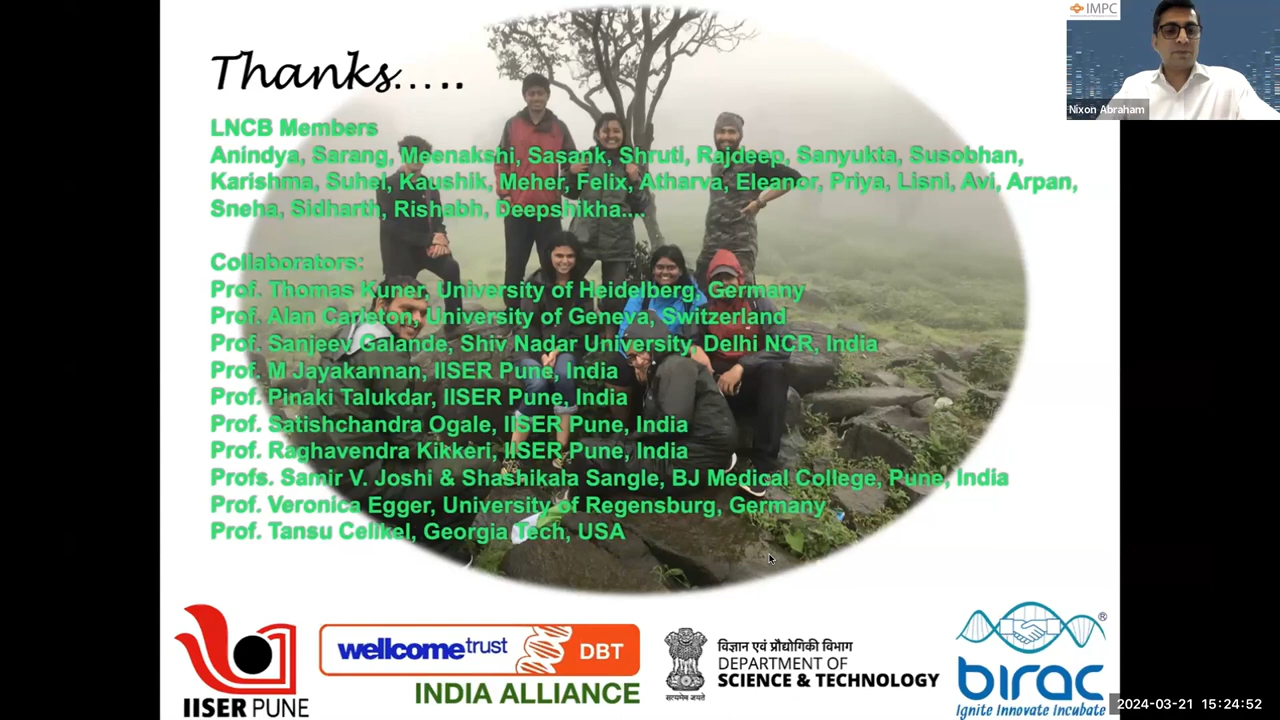 IMPC
Nixon Abraham
Thanks.....
LNCB Members
Anindya, Sarang, Meenakshi, Sasank, Shruti, Rajdeep, Sanyukta, Susobhan,
Karishma, Suhel, Kaushik, Meher, Felix, Atharva, Eleanor, Priya, Lisni, Avi, Arpan,
Sneha, Sidharth, Rishabh, Deepshikha....
Collaborators:
Prof. Thomas Kuner, University of Heidelberg, Germany
Prof. Alan Carleton, University of Geneva, Switzerland
Prof. Sanjeev Galande, Shiv Nadar University, Delhi NCR, India
Prof. M Jayakannan, IISER Pune, India
Prof. Pinaki Talukdar, IISER Pune, India
Prof. Satishchandra Ogale, IISER Pune, India
Prof. Raghavendra Kikkeri, IISER Pune, India
Profs. Samir V. Joshi & Shashikala Sangle, BJ Medical College, Pune, India
Prof. Veronica Egger, University of Regensburg, Germany
Prof. Tansu Celikel, Georgia Tech, USA
IISER PUNE
wellcometrust DBT
INDIA ALLIANCE
सत्यमेव जयते
विज्ञान एवं प्रौद्योगिकी विभाग
DEPARTMENT OF
SCIENCE & TECHNOLOGY
®
birac
Ignite Innovate Incubate
2024-03-21 15:24:52